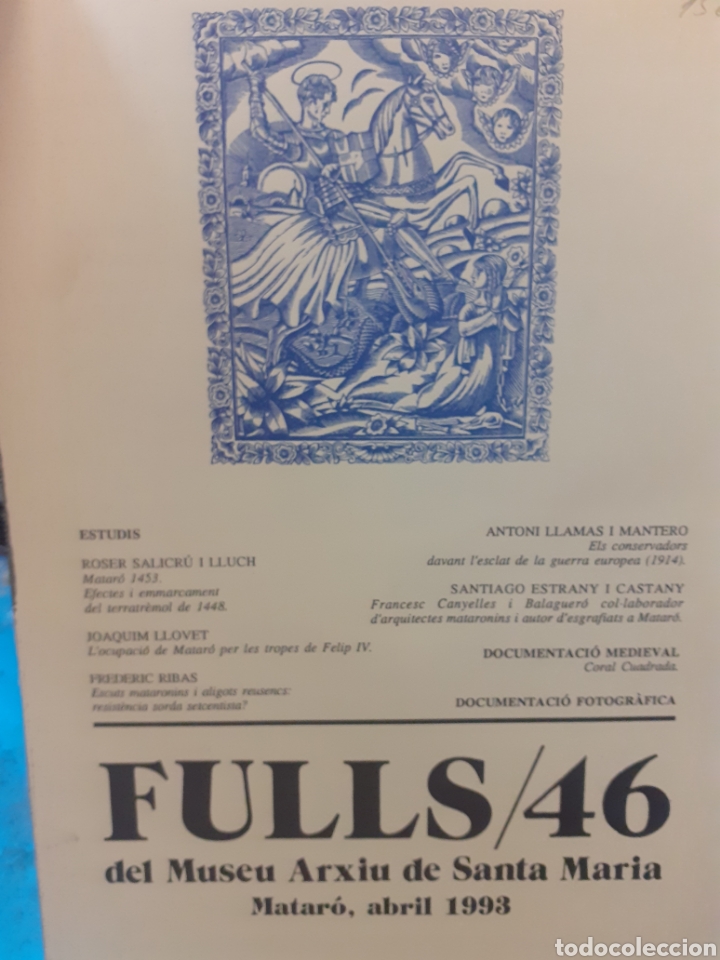 ESTUDIS
ROSER SALICRÚ I LLUCH
Mataró 1453.
Efectes i emmarcament
del terratrèmol de 1448.
JOAQUIM LLOVET
L'ocupació de Mataró per les tropes de Felip IV.
FREDERIC RIBAS
Escuts mataronins i aligots reusencs:
resistència sorda setcentista?
ANTONI LLAMAS I MANTERO
Els conservadors
davant l'esclat de la guerra europea (1914).
SANTIAGO ESTRANY I CASTANY
Francesc Canyelles i Balagueró col·laborador
d'arquitectes mataronins i autor d'esgrafiats a Mataró.
DOCUMENTACIÓ MEDIEVAL
Coral Cuadrada.
DOCUMENTACIÓ FOTOGRÀFICA
FULLS/46
del Museu Arxiu de Santa Maria
Mataró, abril 1993
todocoleccion